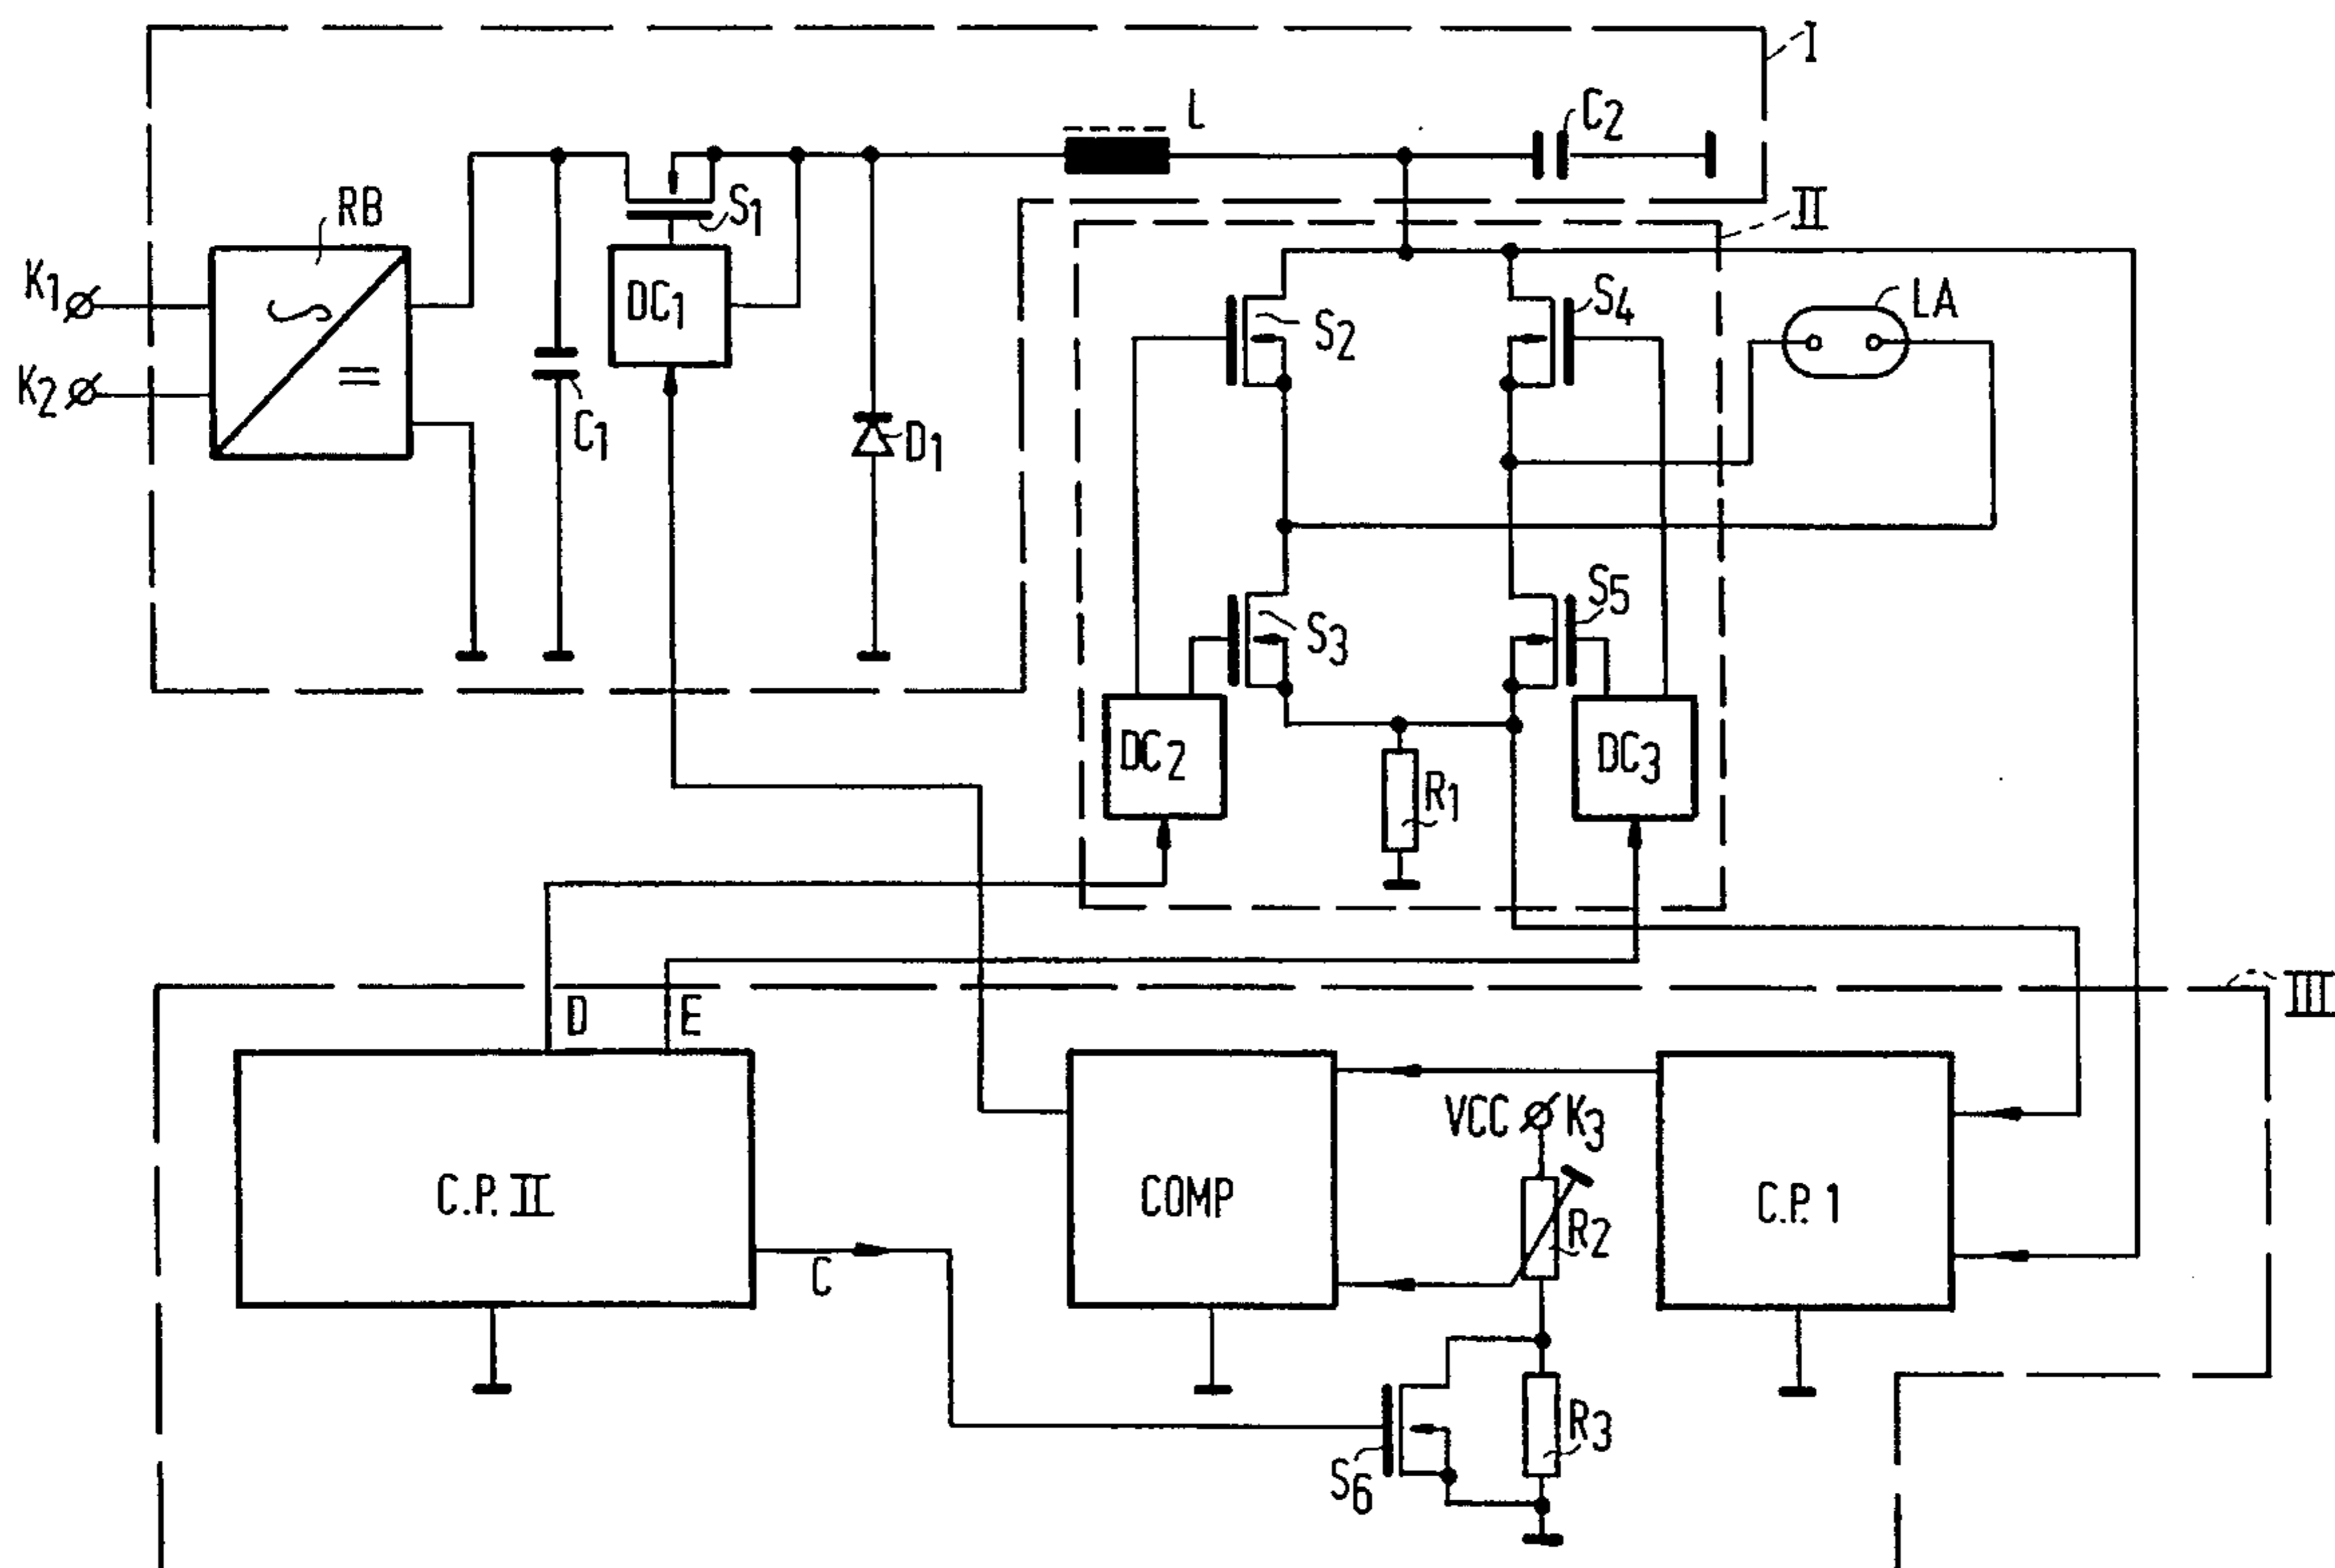 I
L
C2
RB
S1
II
K1
DC1
S2
S4
LA
K2
C1
D1
S3
S5
DC2
R1
DC3
III
D
E
VCC
K3
C.P. II
COMP
R2
C.P. 1
C
R3
S6